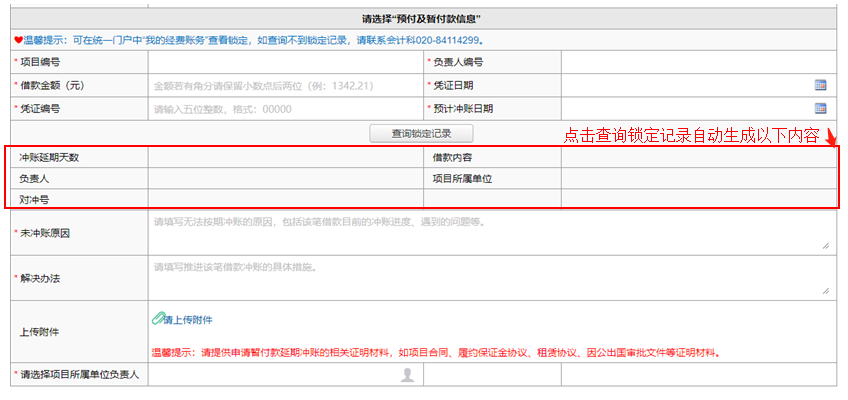 请选择“预付及暂付款信息”
温馨提示：可在统一门户中“我的经费账务”查看锁定，如查询不到锁定记录，请联系会计科020-84114299。
* 项目编号 * 负责人编号
* 借款金额（元） 金额若有角分请保留小数点后两位（例：1342.21） * 凭证日期
* 凭证编号 请输入五位整数，格式：00000 * 预计冲账日期
查询锁定记录
点击查询锁定记录自动生成以下内容
冲账延期天数 借款内容
负责人 项目所属单位
对冲号
* 未冲账原因 请填写无法按期冲账的原因，包括该笔借款目前的冲账进度、遇到的问题等。
* 解决办法 请填写推进该笔借款冲账的具体措施。
上传附件 请上传附件
温馨提示：请提供申请暂付款延期冲账的相关证明材料，如项目合同、履约保证金协议、租赁协议、因公出国审批文件等证明材料。
* 请选择项目所属单位负责人